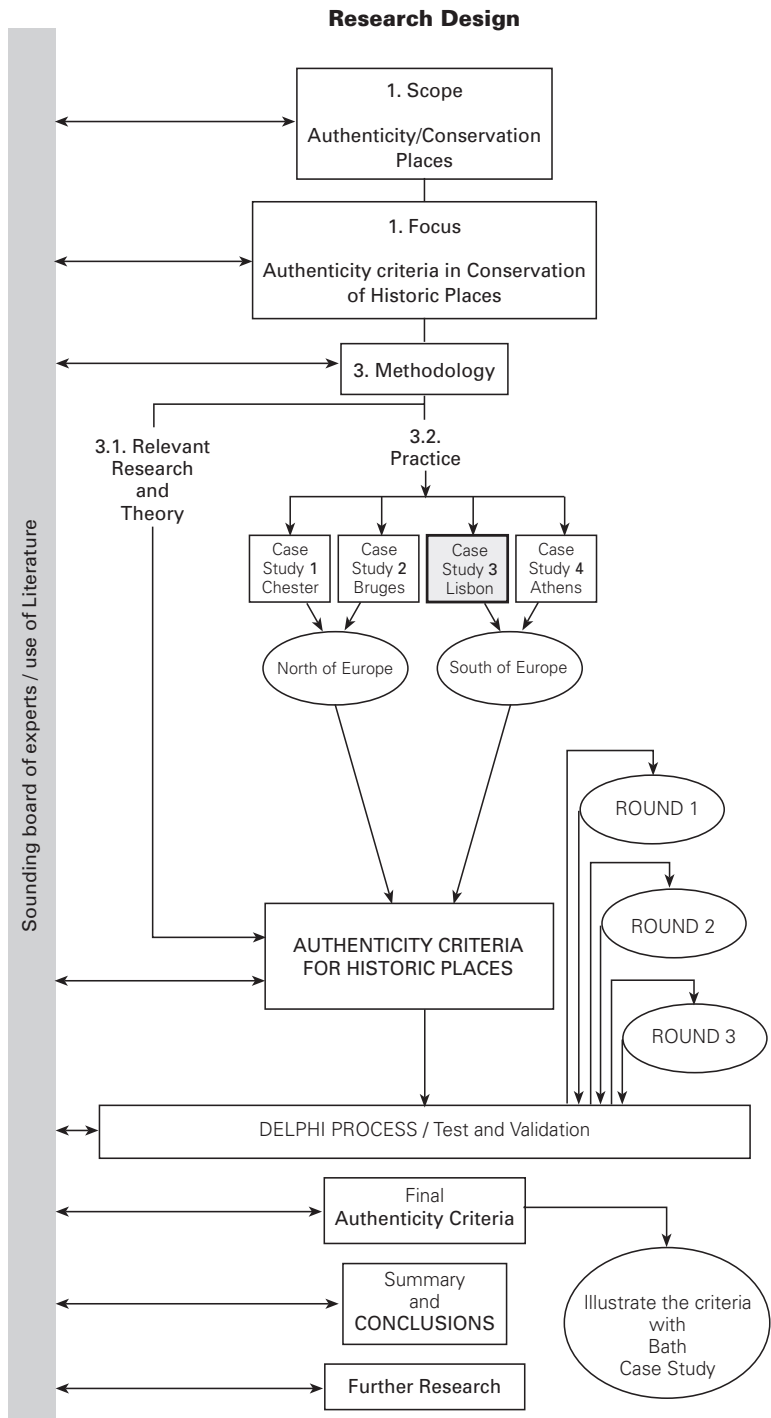 Research Design
Sounding board of experts / use of Literature
1. Scope
Authenticity/Conservation
Places
1. Focus
Authenticity criteria in Conservation
of Historic Places
3. Methodology
3.1. Relevant
Research
and
Theory
3.2.
Practice
Case
Study 1
Chester
Case
Study 2
Bruges
Case
Study 3
Lisbon
Case
Study 4
Athens
North of Europe
South of Europe
ROUND 1
ROUND 2
ROUND 3
AUTHENTICITY CRITERIA
FOR HISTORIC PLACES
DELPHI PROCESS / Test and Validation
Final
Authenticity Criteria
Summary
and
CONCLUSIONS
Illustrate the criteria
with
Bath
Case Study
Further Research